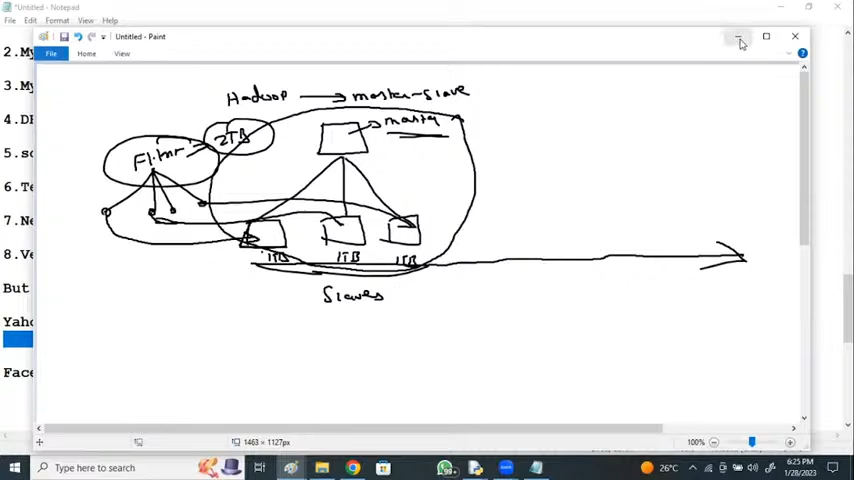 *Untitled - Notepad
File Edit Format View Help
Untitled - Paint
File Home View
2.My
3.My
4.DB
5.sc
6.Te
7.Ne
8.Ve
But
Yaho
Face
Hadoop → master-slave
master
2TB
1TB 1TB 1TB
Slaves
1463 × 1127px
100%
Type here to search
99+
26°C
6:25 PM
1/28/2023